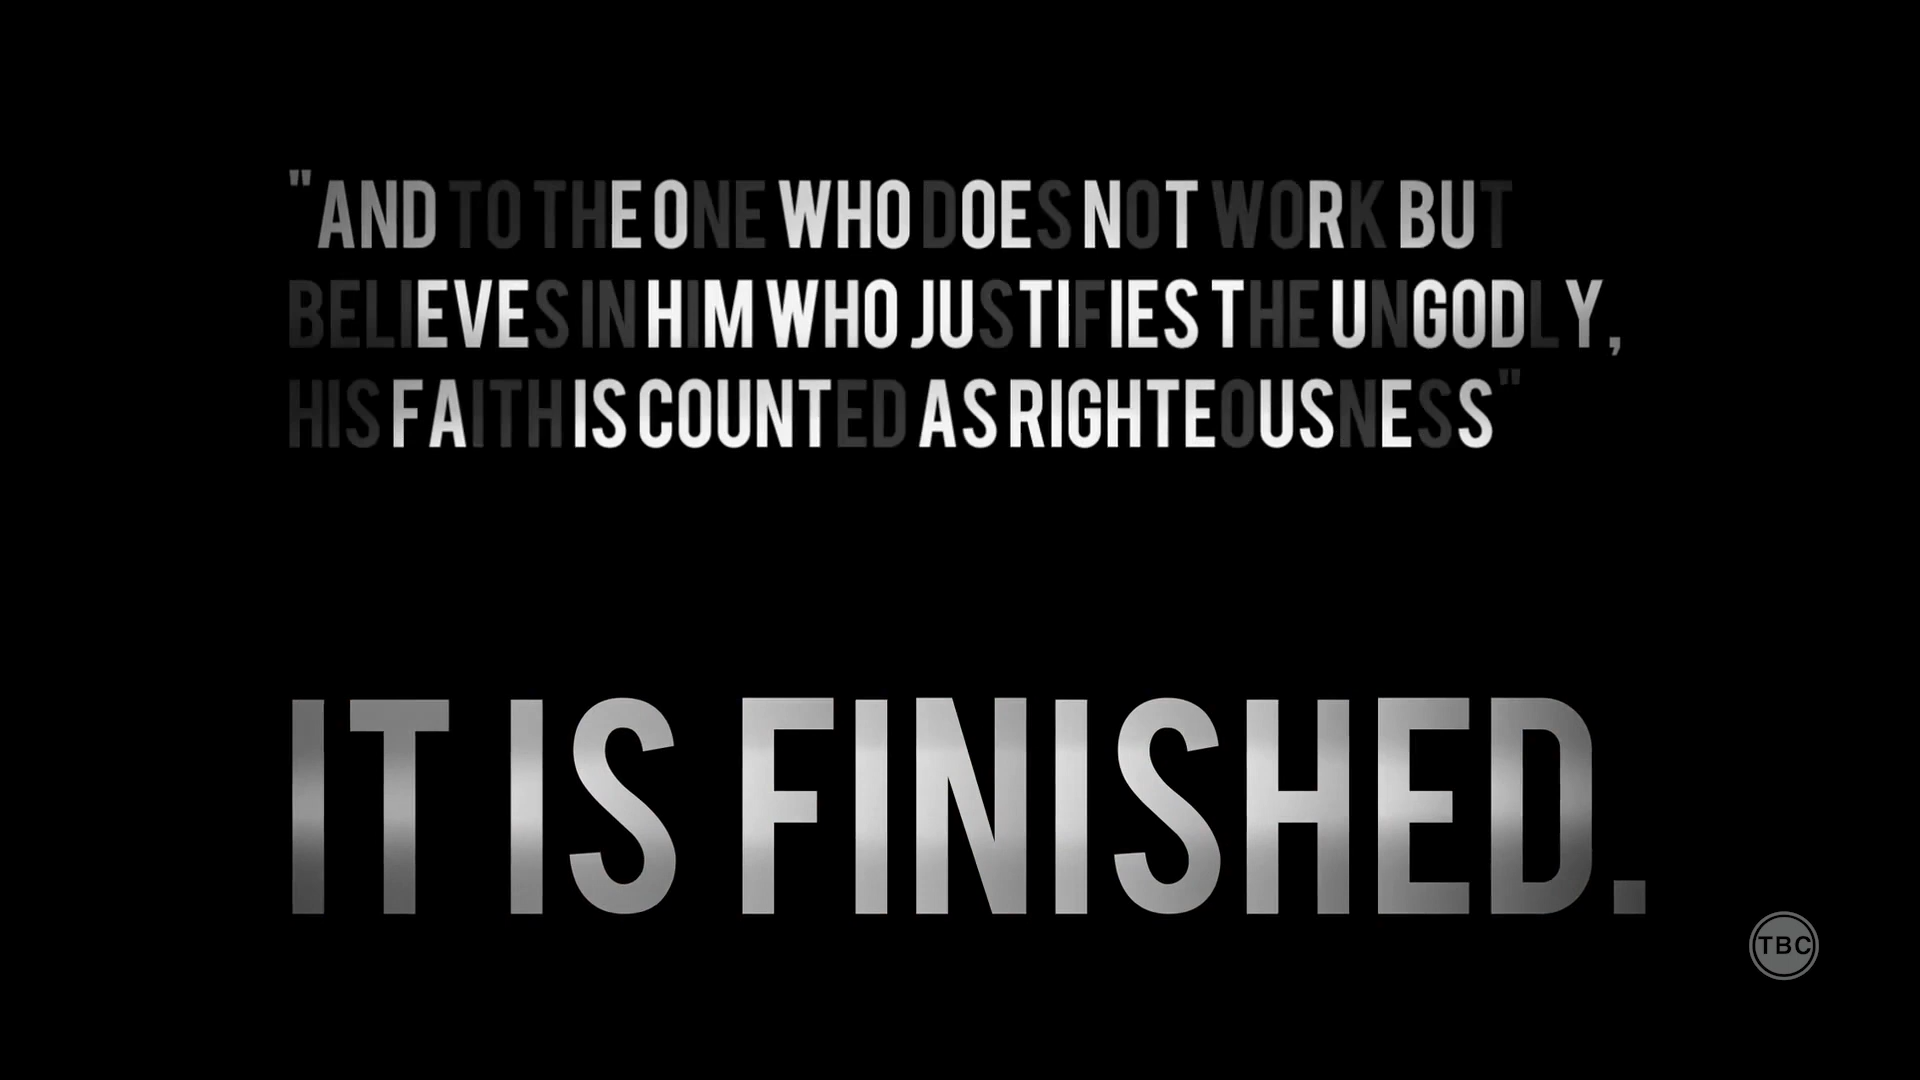 "AND TO THE ONE WHO DOES NOT WORK BUT
BELIEVES IN HIM WHO JUSTIFIES THE UNGODLY,
HIS FAITH IS COUNTED AS RIGHTEOUSNESS"
IT IS FINISHED.
TBC